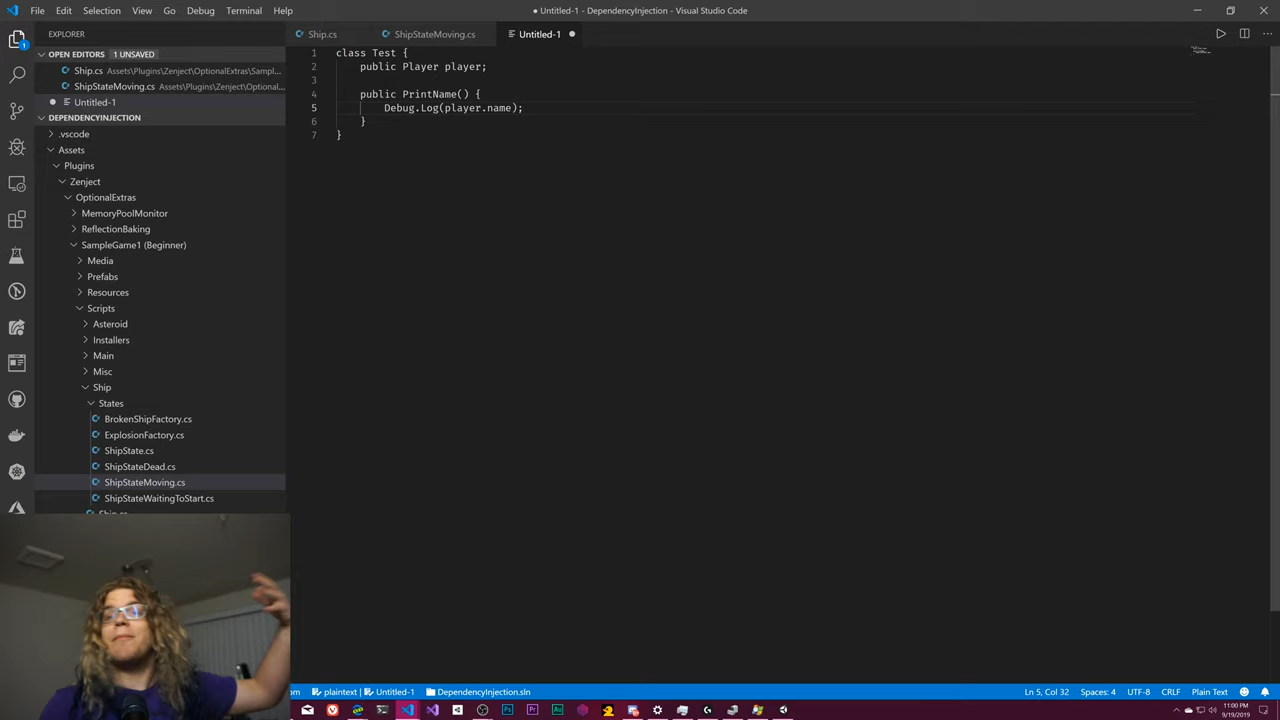 File Edit Selection View Go Debug Terminal Help
● Untitled-1 - DependencyInjection - Visual Studio Code
EXPLORER
OPEN EDITORS 1 UNSAVED
Ship.cs Assets\Plugins\Zenject\OptionalExtras\Sampl...
ShipStateMoving.cs Assets\Plugins\Zenject\Optional...
Untitled-1
DEPENDENCYINJECTION
.vscode
Assets
Plugins
Zenject
OptionalExtras
MemoryPoolMonitor
ReflectionBaking
SampleGame1 (Beginner)
Media
Prefabs
Resources
Scripts
Asteroid
Installers
Main
Misc
Ship
States
BrokenShipFactory.cs
ExplosionFactory.cs
ShipState.cs
ShipStateDead.cs
ShipStateMoving.cs
ShipStateWaitingToStart.cs
Ship.cs
Ship.cs ShipStateMoving.cs Untitled-1
1 class Test {
2 public Player player;
3
4 public PrintName() {
5 Debug.Log(player.name);
6 }
7 }
om plaintext | Untitled-1 DependencyInjection.sln Ln 5, Col 32 Spaces: 4 UTF-8 CRLF Plain Text
11:00 PM
9/19/2019